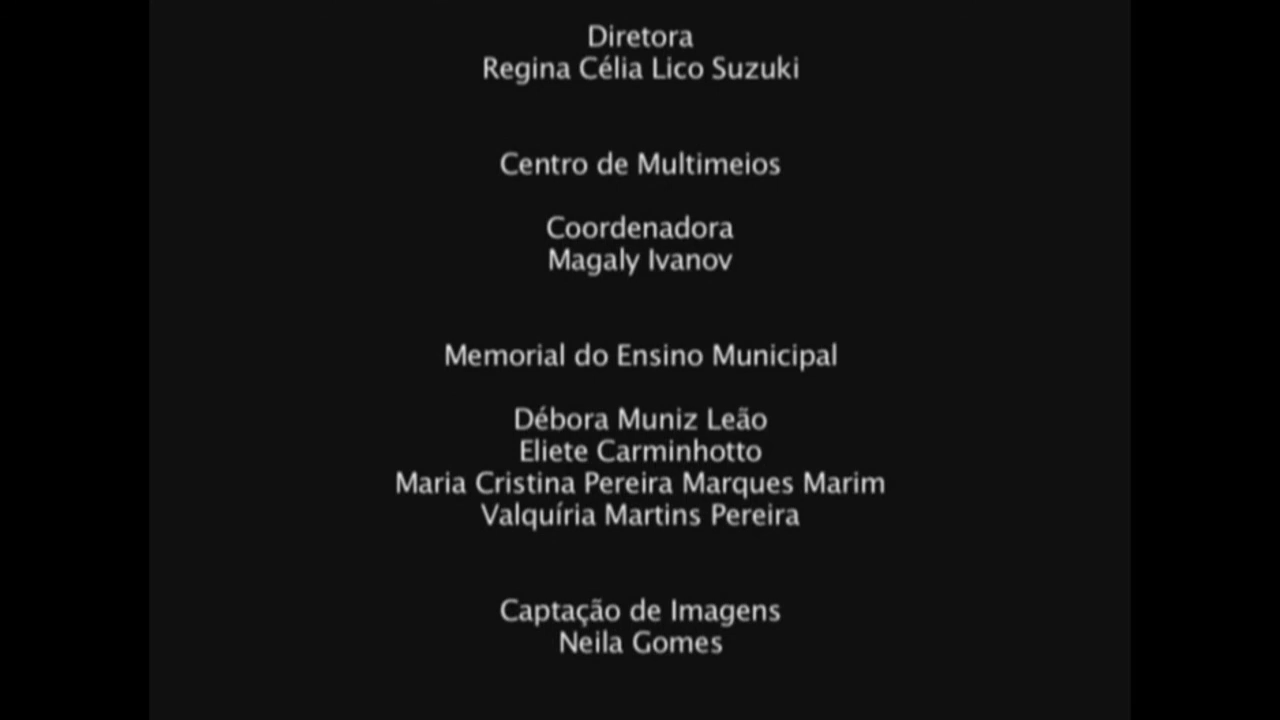 Diretora
Regina Célia Lico Suzuki
Centro de Multimeios
Coordenadora
Magaly Ivanov
Memorial do Ensino Municipal
Débora Muniz Leão
Eliete Carminhotto
Maria Cristina Pereira Marques Marim
Valquíria Martins Pereira
Captação de Imagens
Neila Gomes